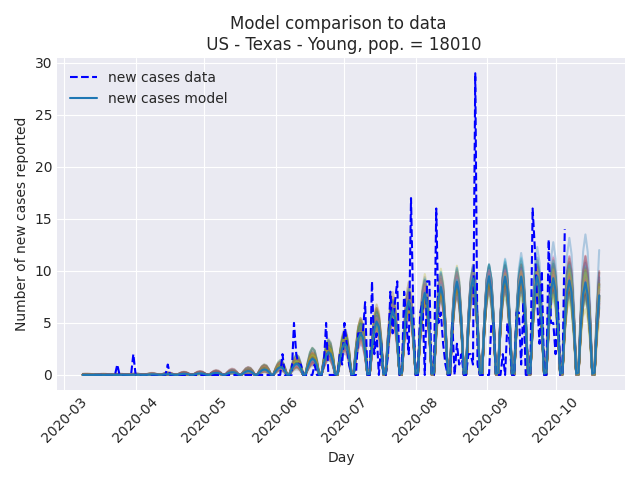 Model comparison to data
US - Texas - Young, pop. = 18010
new cases data
new cases model
Number of new cases reported
30
25
20
15
10
5
0
2020-03
2020-04
2020-05
2020-06
2020-07
2020-08
2020-09
2020-10
Day